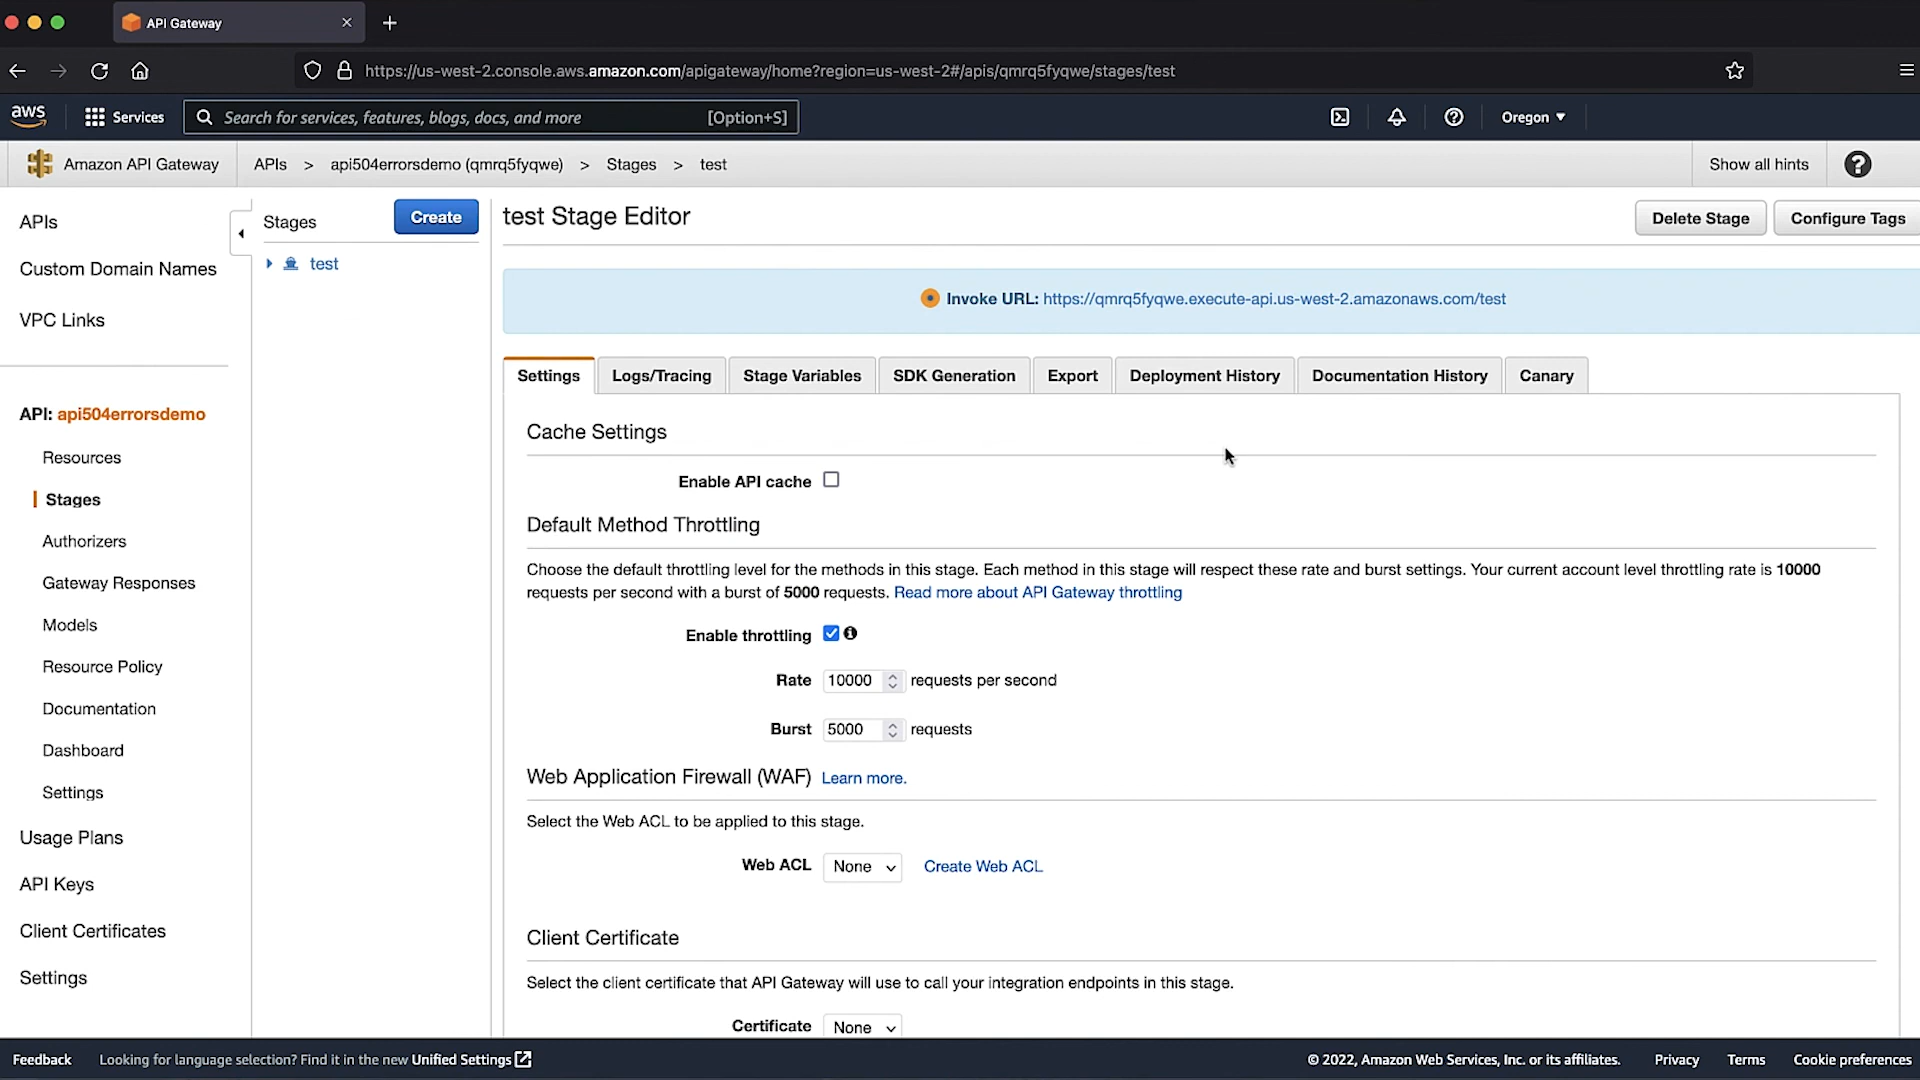 API Gateway
https://us-west-2.console.aws.amazon.com/apigateway/home?region=us-west-2#/apis/qmrq5fyqwe/stages/test
aws
Services
Search for services, features, blogs, docs, and more
[Option+S]
Oregon
Amazon API Gateway
APIs > api504errorsdemo (qmrq5fyqwe) > Stages > test
Show all hints
APIs
Custom Domain Names
VPC Links
API: api504errorsdemo
Resources
Stages
Authorizers
Gateway Responses
Models
Resource Policy
Documentation
Dashboard
Settings
Usage Plans
API Keys
Client Certificates
Settings
Stages
Create
test
test Stage Editor
Delete Stage
Configure Tags
Invoke URL: https://qmrq5fyqwe.execute-api.us-west-2.amazonaws.com/test
Settings
Logs/Tracing
Stage Variables
SDK Generation
Export
Deployment History
Documentation History
Canary
Cache Settings
Enable API cache
Default Method Throttling
Choose the default throttling level for the methods in this stage. Each method in this stage will respect these rate and burst settings. Your current account level throttling rate is 10000
requests per second with a burst of 5000 requests. Read more about API Gateway throttling
Enable throttling
Rate 10000 requests per second
Burst 5000 requests
Web Application Firewall (WAF) Learn more.
Select the Web ACL to be applied to this stage.
Web ACL None Create Web ACL
Client Certificate
Select the client certificate that API Gateway will use to call your integration endpoints in this stage.
Certificate None
Feedback
Looking for language selection? Find it in the new Unified Settings
© 2022, Amazon Web Services, Inc. or its affiliates.
Privacy
Terms
Cookie preferences